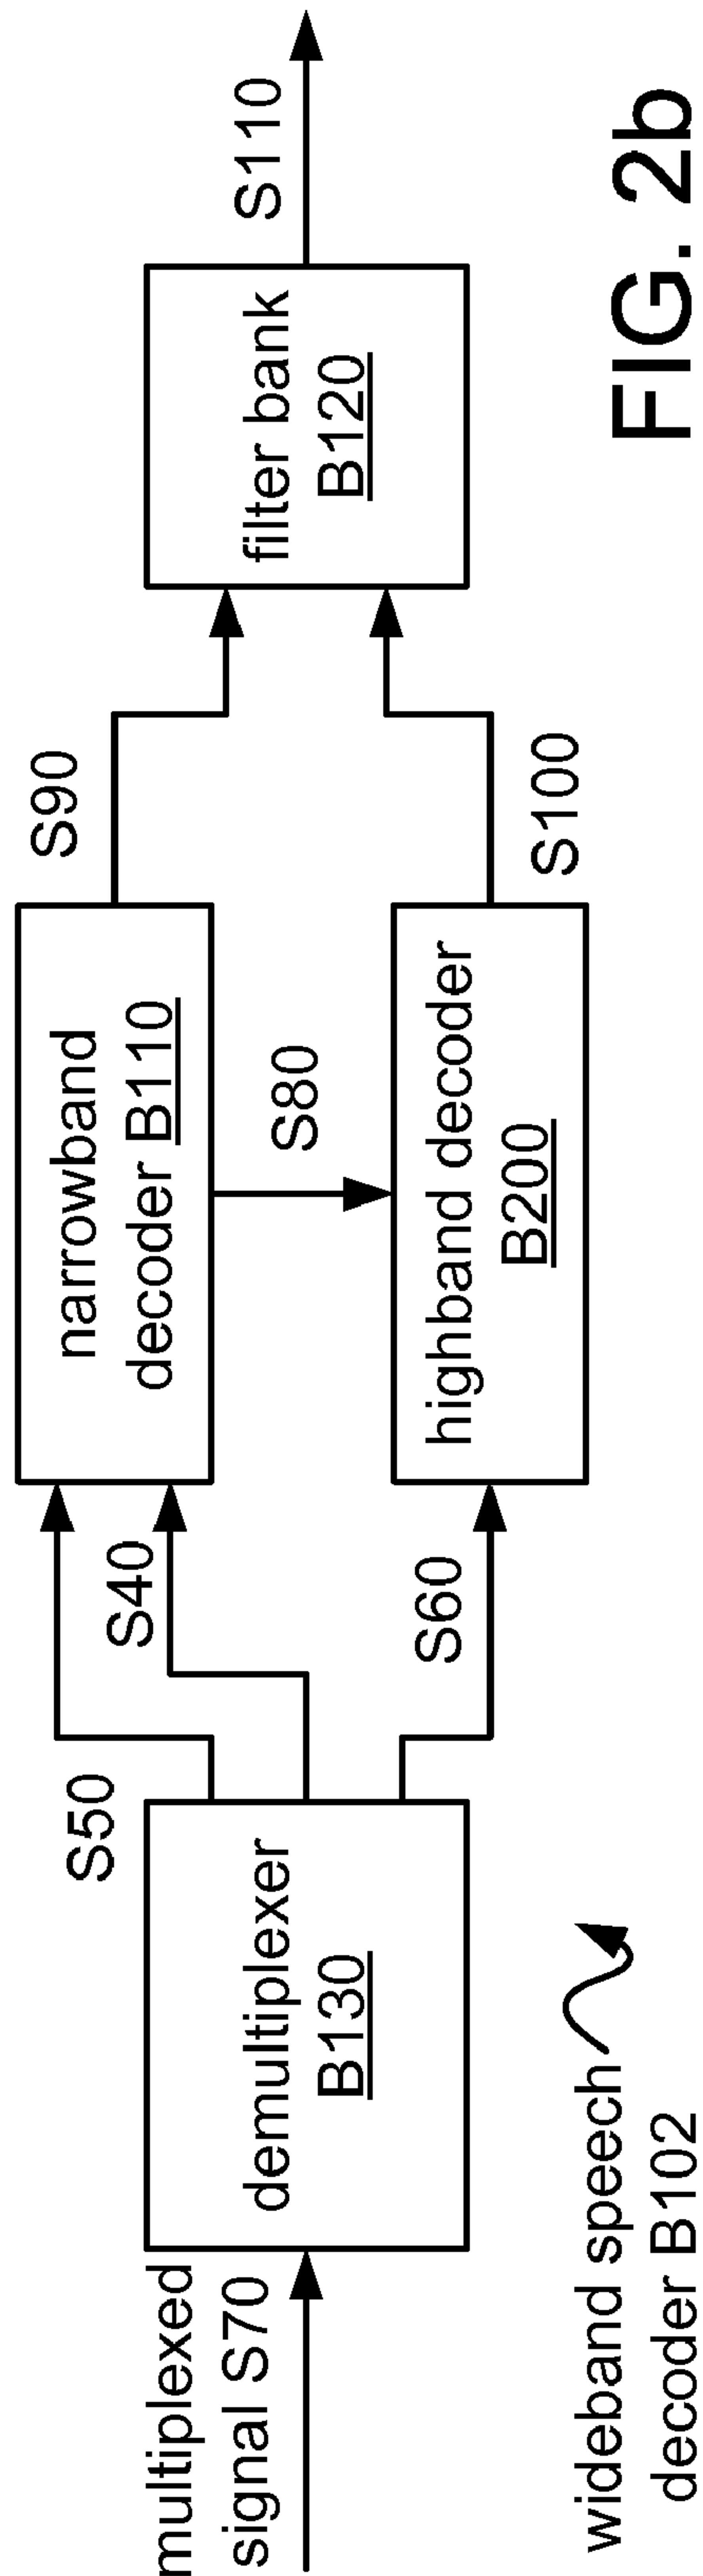 multiplexed
signal S70
demultiplexer
B130
S50
S40
S60
narrowband
decoder B110
S80
highband decoder
B200
S90
S100
filter bank
B120
S110
wideband speech
decoder B102
FIG. 2b